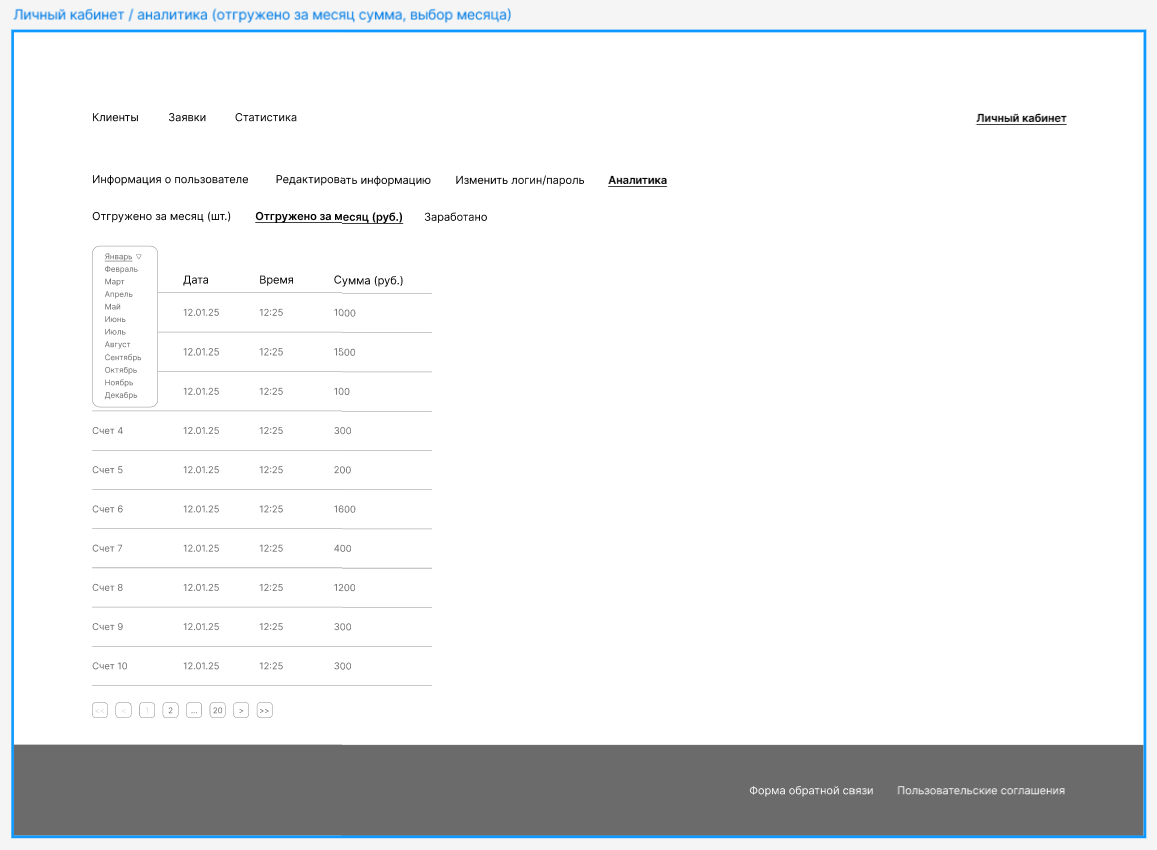 Личный кабинет / аналитика (отгружено за месяц сумма, выбор месяца)
Клиенты Заявки Статистика Личный кабинет
Информация о пользователе Редактировать информацию Изменить логин/пароль Аналитика
Отгружено за месяц (шт.) Отгружено за месяц (руб.) Заработано
Январь ▽
Февраль
Март
Апрель
Май
Июнь
Июль
Август
Сентябрь
Октябрь
Ноябрь
Декабрь
Дата Время Сумма (руб.)
12.01.25 12:25 1000
12.01.25 12:25 1500
12.01.25 12:25 100
Счет 4 12.01.25 12:25 300
Счет 5 12.01.25 12:25 200
Счет 6 12.01.25 12:25 1600
Счет 7 12.01.25 12:25 400
Счет 8 12.01.25 12:25 1200
Счет 9 12.01.25 12:25 300
Счет 10 12.01.25 12:25 300
<< < 1 2 ... 20 > >>
Форма обратной связи Пользовательские соглашения